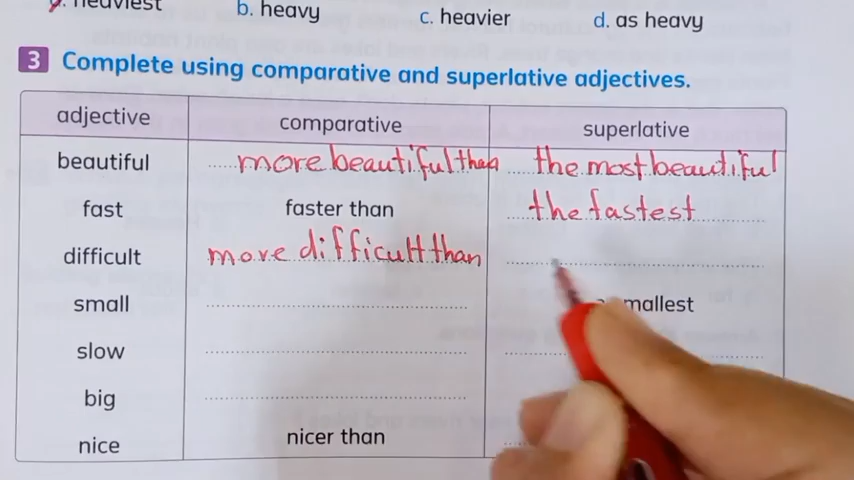 heaviest b. heavy c. heavier d. as heavy
3 Complete using comparative and superlative adjectives.
adjective comparative superlative
beautiful more beautiful than the most beautiful
fast faster than the fastest
difficult more difficult than
small smallest
slow
big
nice nicer than